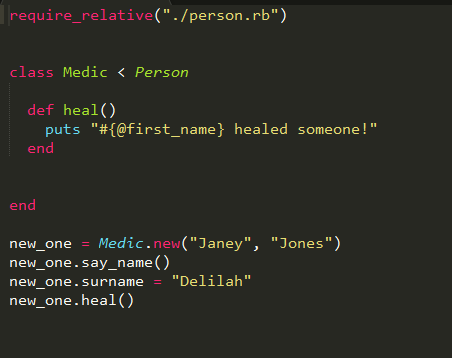 require_relative("./person.rb")
class Medic < Person
def heal()
puts "#{@first_name} healed someone!"
end
end
new_one = Medic.new("Janey", "Jones")
new_one.say_name()
new_one.surname = "Delilah"
new_one.heal()